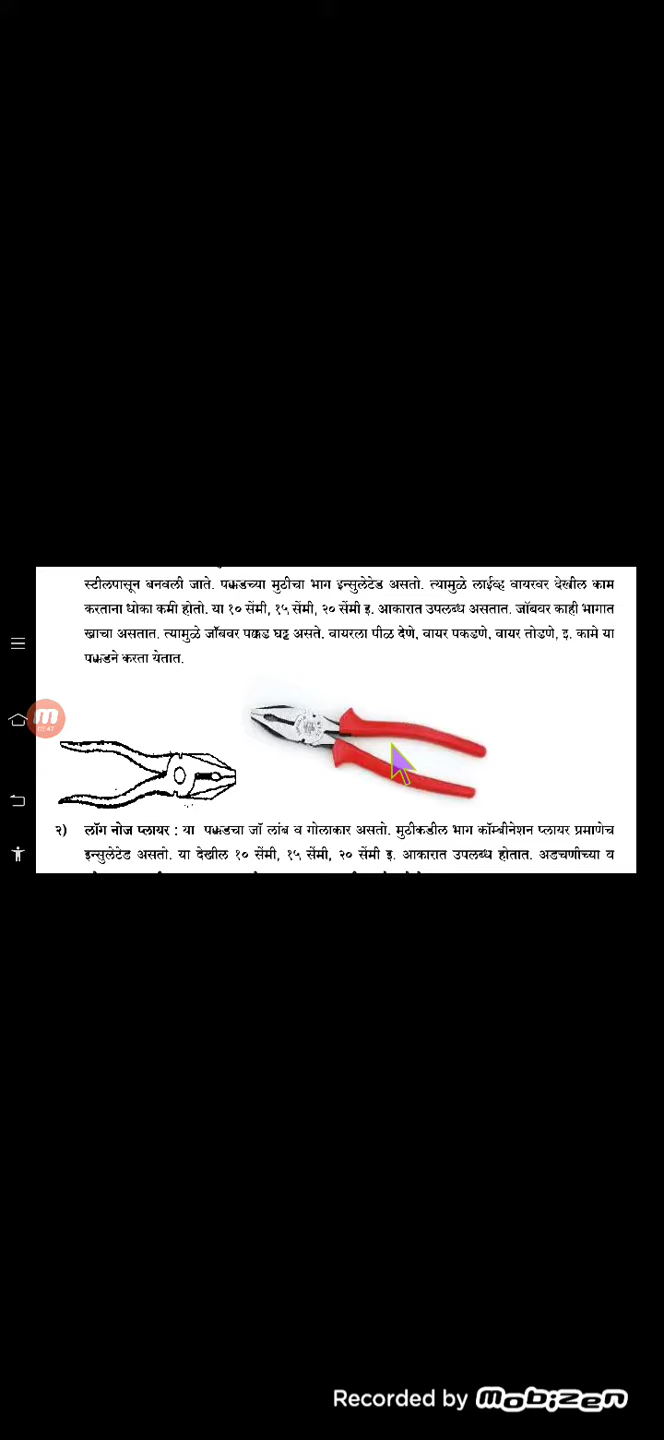 स्टीलपासून बनवली जाते. पक्कडच्या मुठीचा भाग इन्सुलेटेड असतो. त्यामुळे लाईव्ह वायरवर देखील काम
करताना धोका कमी होतो. या १० सेंमी, १५ सेंमी, २० सेंमी इ. आकारात उपलब्ध असतात. जॉबवर काही भागात
खाचा असतात. त्यामुळे जॉबवर पक्कड घट्ट असते. वायरला पीळ देणे, वायर पकडणे, वायर तोडणे, इ. कामे या
पक्कडने करता येतात.
२) लॉग नोज प्लायर : या पक्कडचा जॉ लांब व गोलाकार असतो. मुठीकडील भाग कॉम्बीनेशन प्लायर प्रमाणेच
इन्सुलेटेड असतो. या देखील १० सेंमी, १५ सेंमी, २० सेंमी इ. आकारात उपलब्ध होतात. अडचणीच्या व
Recorded by mobizen